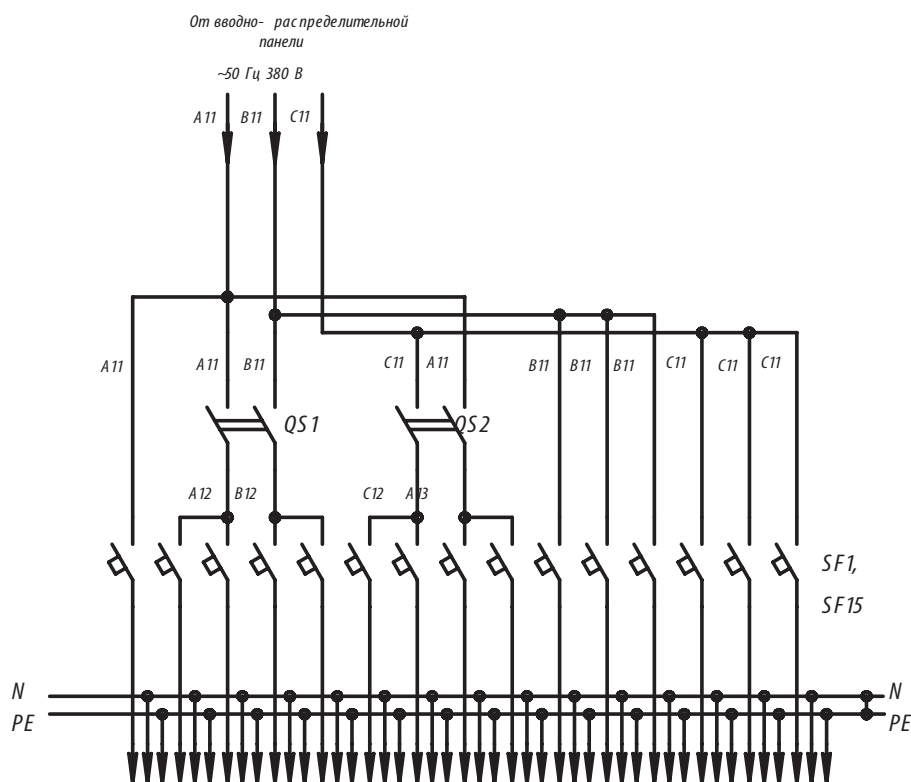 От вводно- распределительной
панели
~50 Гц 380 В
A11 B11 C11
A11 A11 B11 C11 A11 B11 B11 B11 C11 C11 C11
QS1 QS2
A12 B12 C12 A13
SF1,
SF15
N N
PE PE